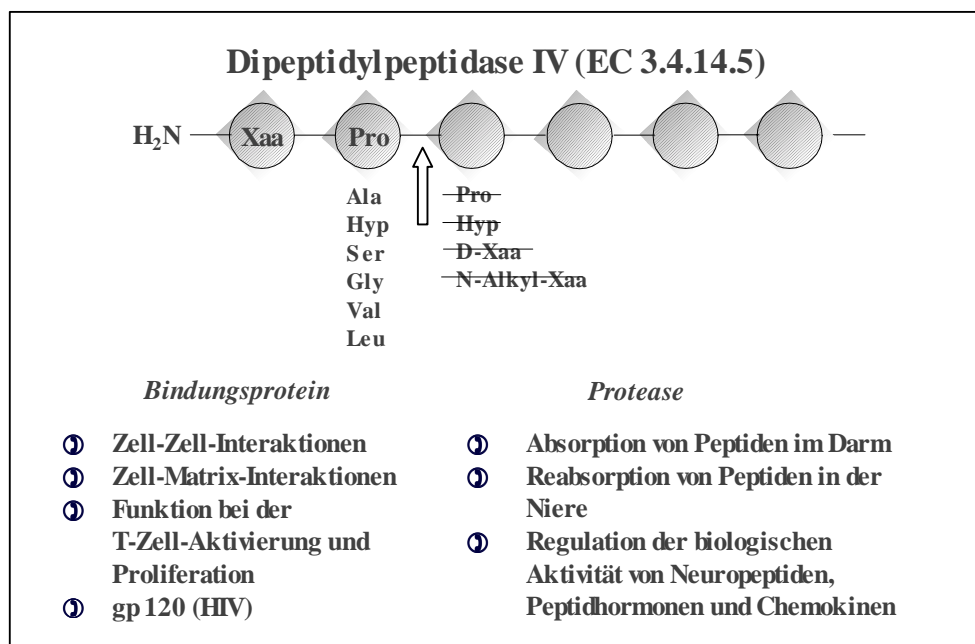 Dipeptidylpeptidase IV (EC 3.4.14.5)
H₂N Xaa Pro
Ala
Hyp
Ser
Gly
Val
Leu
Pro
Hyp
D-Xaa
N-Alkyl-Xaa
Bindungsprotein
Zell-Zell-Interaktionen
Zell-Matrix-Interaktionen
Funktion bei der
T-Zell-Aktivierung und
Proliferation
gp 120 (HIV)
Protease
Absorption von Peptiden im Darm
Reabsorption von Peptiden in der
Niere
Regulation der biologischen
Aktivität von Neuropeptiden,
Peptidhormonen und Chemokinen